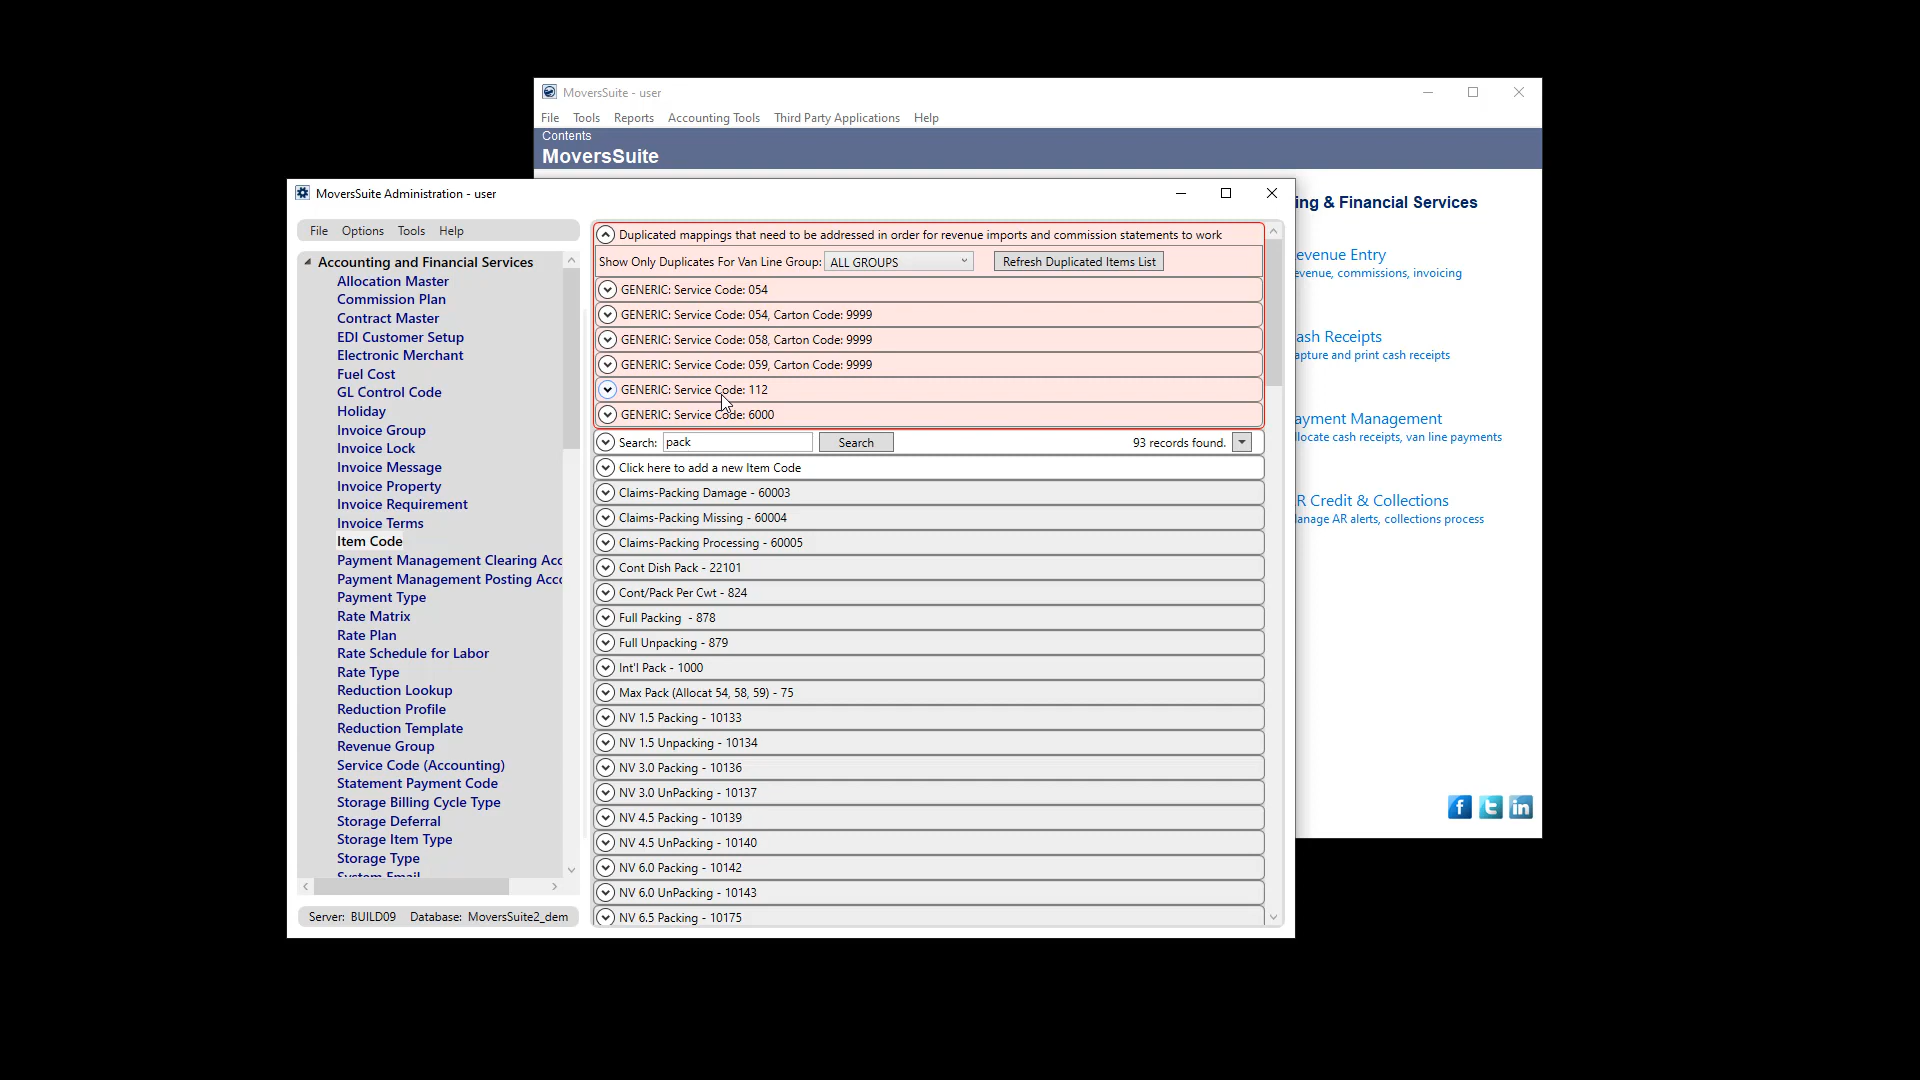 MoversSuite - user
File Tools Reports Accounting Tools Third Party Applications Help
Contents
MoversSuite
MoversSuite Administration - user
File Options Tools Help
Accounting and Financial Services
Allocation Master
Commission Plan
Contract Master
EDI Customer Setup
Electronic Merchant
Fuel Cost
GL Control Code
Holiday
Invoice Group
Invoice Lock
Invoice Message
Invoice Property
Invoice Requirement
Invoice Terms
Item Code
Payment Management Clearing Acc
Payment Management Posting Acco
Payment Type
Rate Matrix
Rate Plan
Rate Schedule for Labor
Rate Type
Reduction Lookup
Reduction Profile
Reduction Template
Revenue Group
Service Code (Accounting)
Statement Payment Code
Storage Billing Cycle Type
Storage Deferral
Storage Item Type
Storage Type
System Email
Server: BUILD09 Database: MoversSuite2_dem
Duplicated mappings that need to be addressed in order for revenue imports and commission statements to work
Show Only Duplicates For Van Line Group: ALL GROUPS Refresh Duplicated Items List
GENERIC: Service Code: 054
GENERIC: Service Code: 054, Carton Code: 9999
GENERIC: Service Code: 058, Carton Code: 9999
GENERIC: Service Code: 059, Carton Code: 9999
GENERIC: Service Code: 112
GENERIC: Service Code: 6000
Search: pack Search 93 records found.
Click here to add a new Item Code
Claims-Packing Damage - 60003
Claims-Packing Missing - 60004
Claims-Packing Processing - 60005
Cont Dish Pack - 22101
Cont/Pack Per Cwt - 824
Full Packing - 878
Full Unpacking - 879
Int'l Pack - 1000
Max Pack (Allocat 54, 58, 59) - 75
NV 1.5 Packing - 10133
NV 1.5 Unpacking - 10134
NV 3.0 Packing - 10136
NV 3.0 UnPacking - 10137
NV 4.5 Packing - 10139
NV 4.5 UnPacking - 10140
NV 6.0 Packing - 10142
NV 6.0 UnPacking - 10143
NV 6.5 Packing - 10175
ing & Financial Services
evenue Entry
evenue, commissions, invoicing
ash Receipts
apture and print cash receipts
ayment Management
llocate cash receipts, van line payments
R Credit & Collections
lanage AR alerts, collections process
f t in